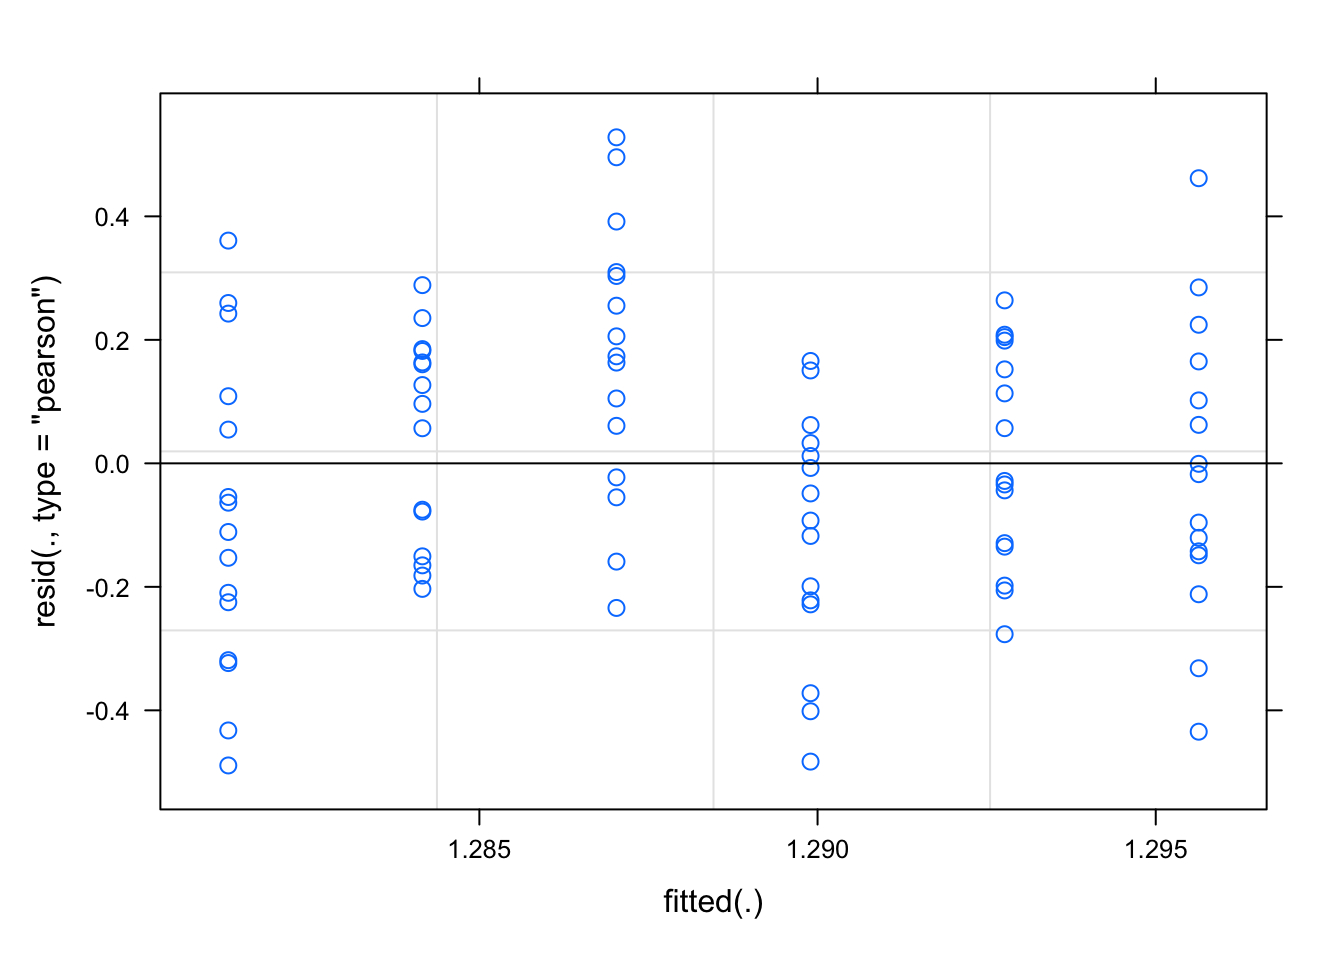 0.4
0.2
0.0
-0.2
-0.4
resid(., type = "pearson")
1.285 1.290 1.295
fitted(.)